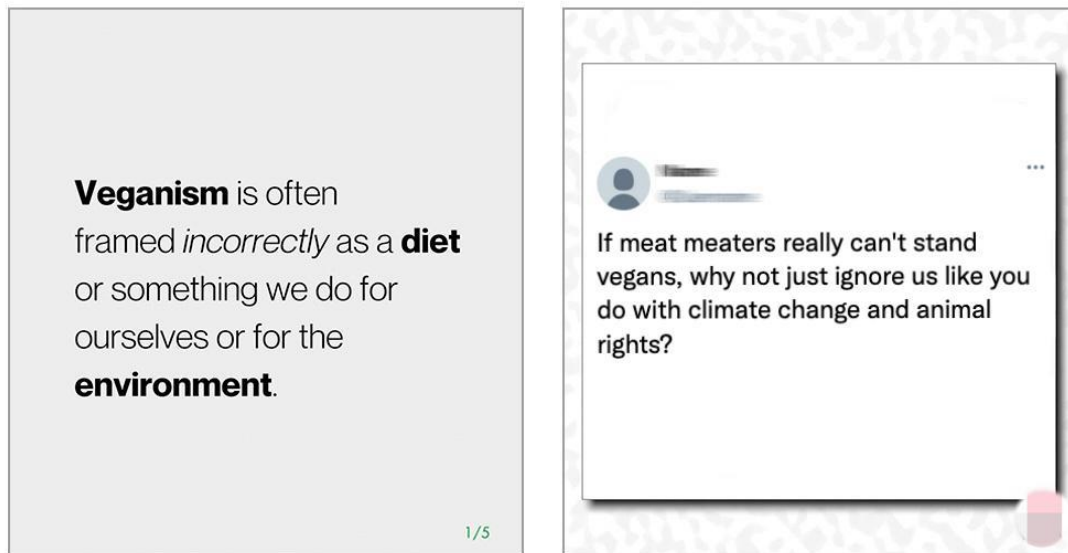 Veganism is often
framed incorrectly as a diet
or something we do for
ourselves or for the
environment.
1/5
If meat meaters really can't stand
vegans, why not just ignore us like you
do with climate change and animal
rights?